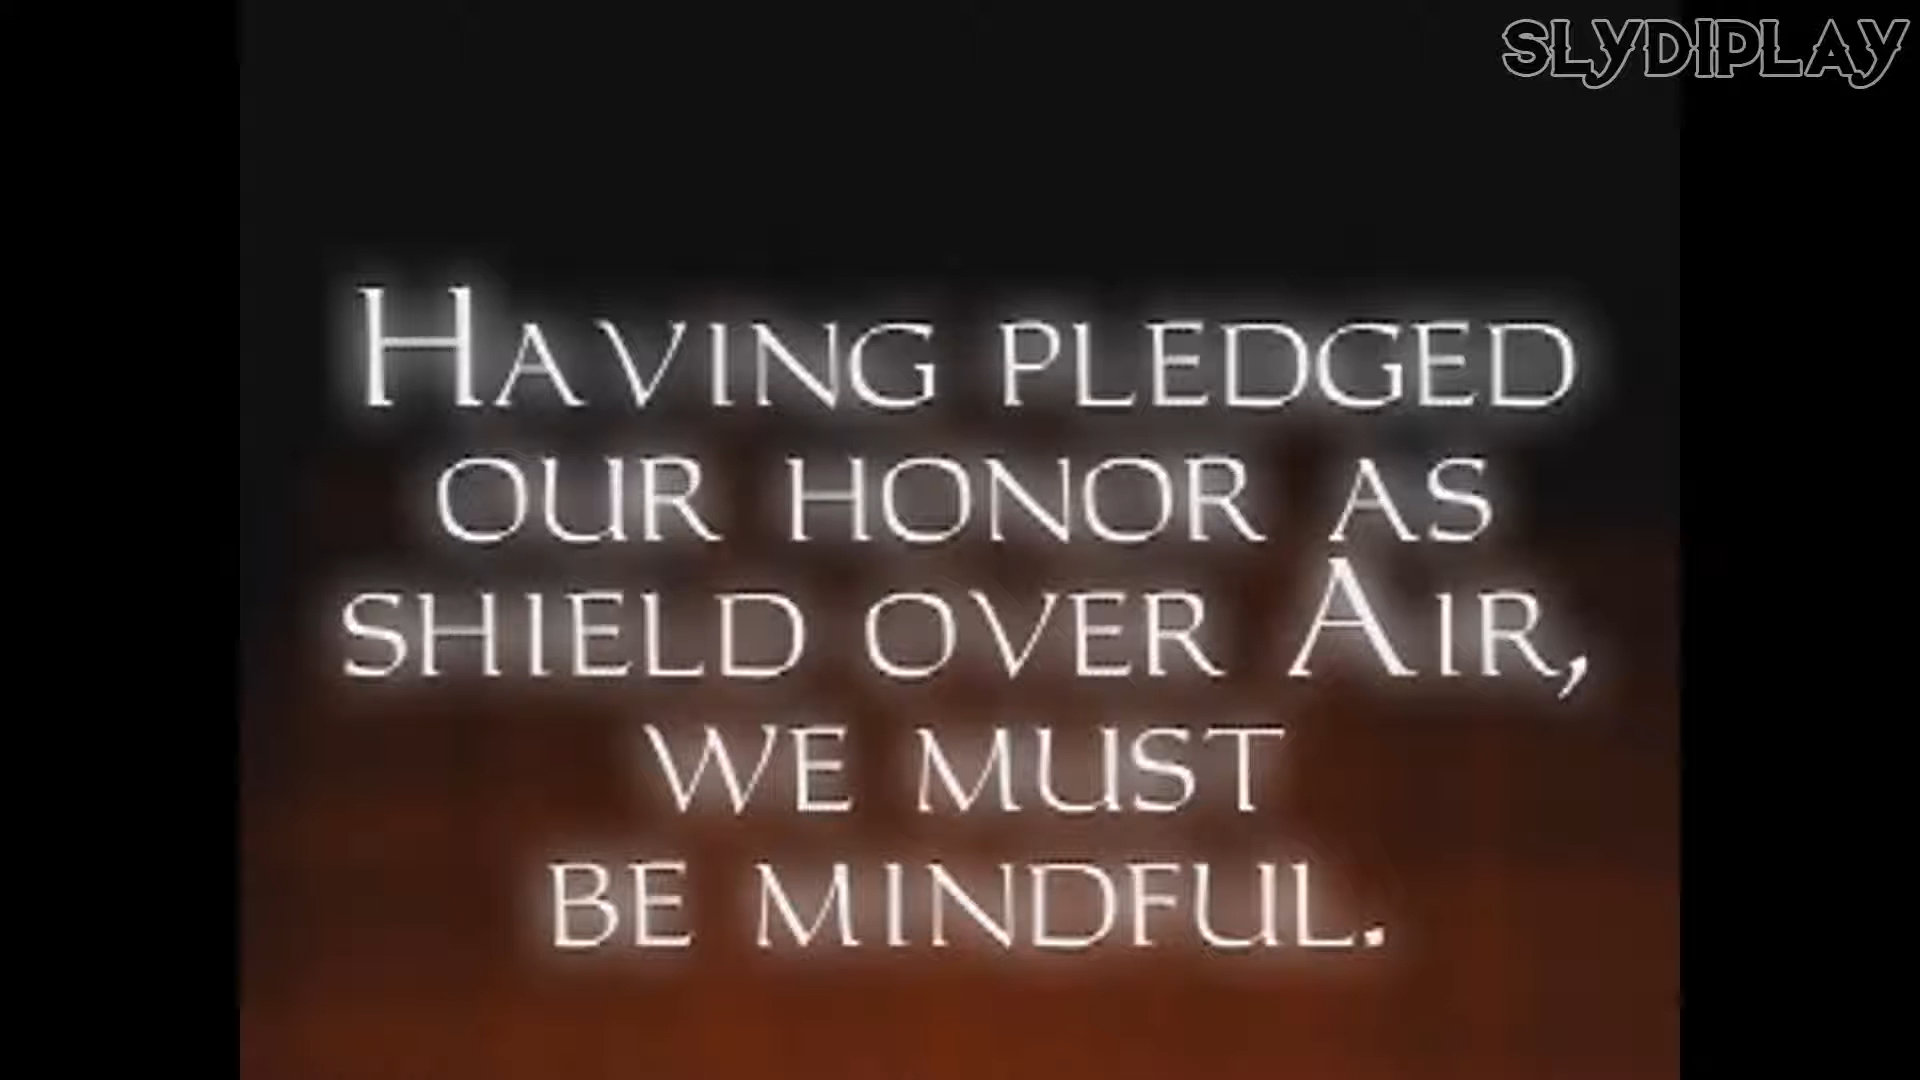 SLYDIPLAY
HAVING PLEDGED
OUR HONOR AS
SHIELD OVER AIR,
WE MUST
BE MINDFUL.